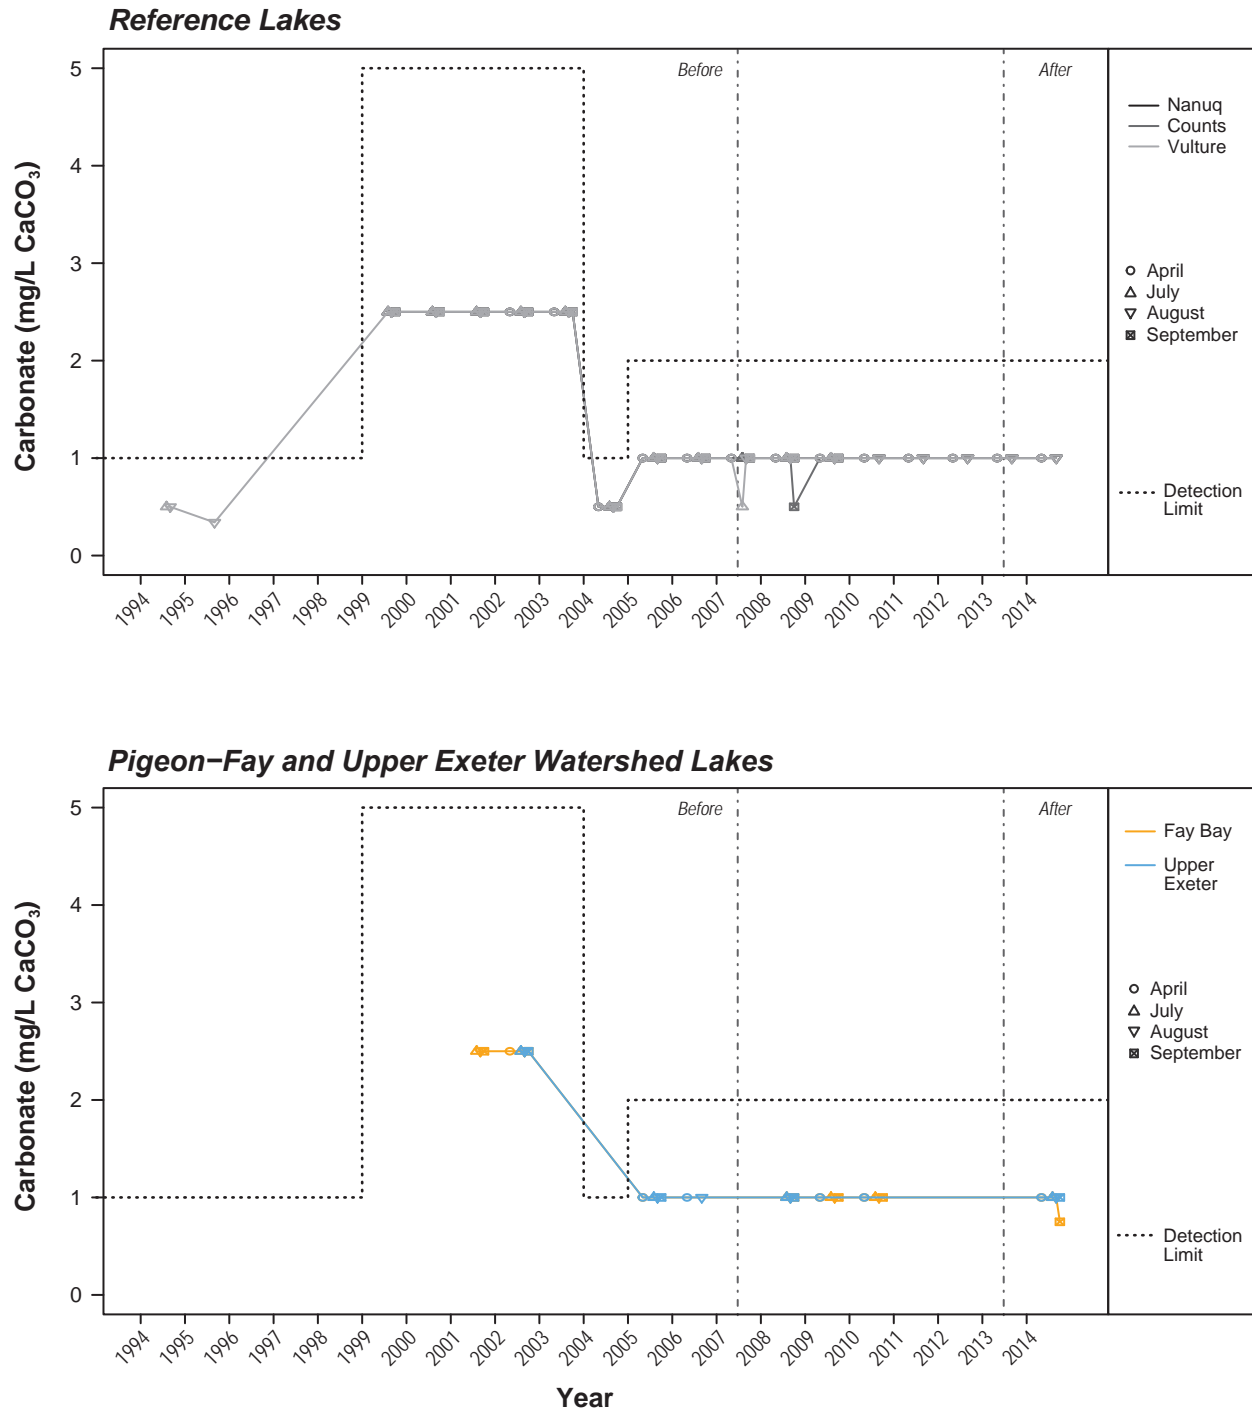 Reference Lakes
Before
After
Carbonate (mg/L CaCO₃)
5
4
3
2
1
0
1994
1995
1996
1997
1998
1999
2000
2001
2002
2003
2004
2005
2006
2007
2008
2009
2010
2011
2012
2013
2014
Nanuq
Counts
Vulture
April
July
August
September
Detection
Limit
Pigeon−Fay and Upper Exeter Watershed Lakes
Before
After
Carbonate (mg/L CaCO₃)
5
4
3
2
1
0
1994
1995
1996
1997
1998
1999
2000
2001
2002
2003
2004
2005
2006
2007
2008
2009
2010
2011
2012
2013
2014
Year
Fay Bay
Upper
Exeter
April
July
August
September
Detection
Limit